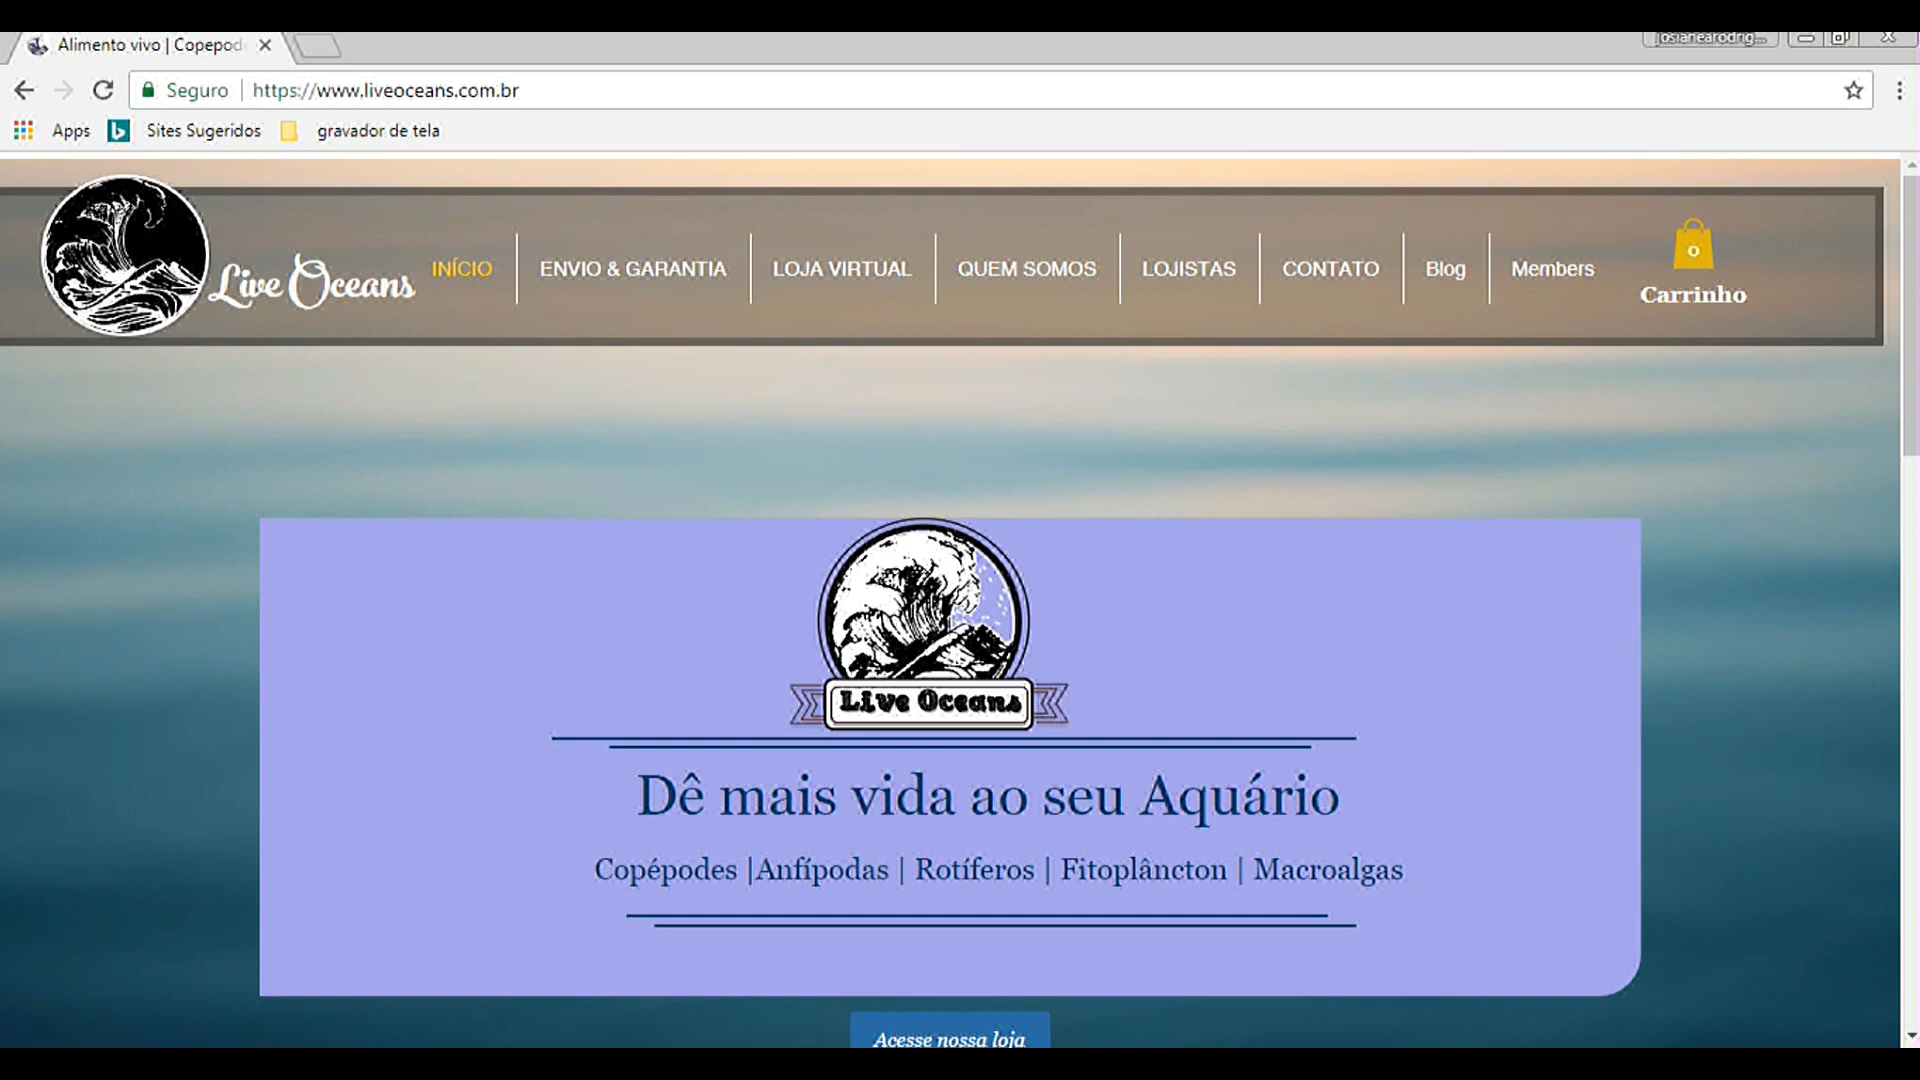 Alimento vivo | Copepod
josianearodrig...
Seguro | https://www.liveoceans.com.br
Apps Sites Sugeridos gravador de tela
Live Oceans
INÍCIO ENVIO & GARANTIA LOJA VIRTUAL QUEM SOMOS LOJISTAS CONTATO Blog Members
0
Carrinho
Live Oceans
Dê mais vida ao seu Aquário
Copépodes |Anfípodas | Rotíferos | Fitoplâncton | Macroalgas
Acesse nossa loja